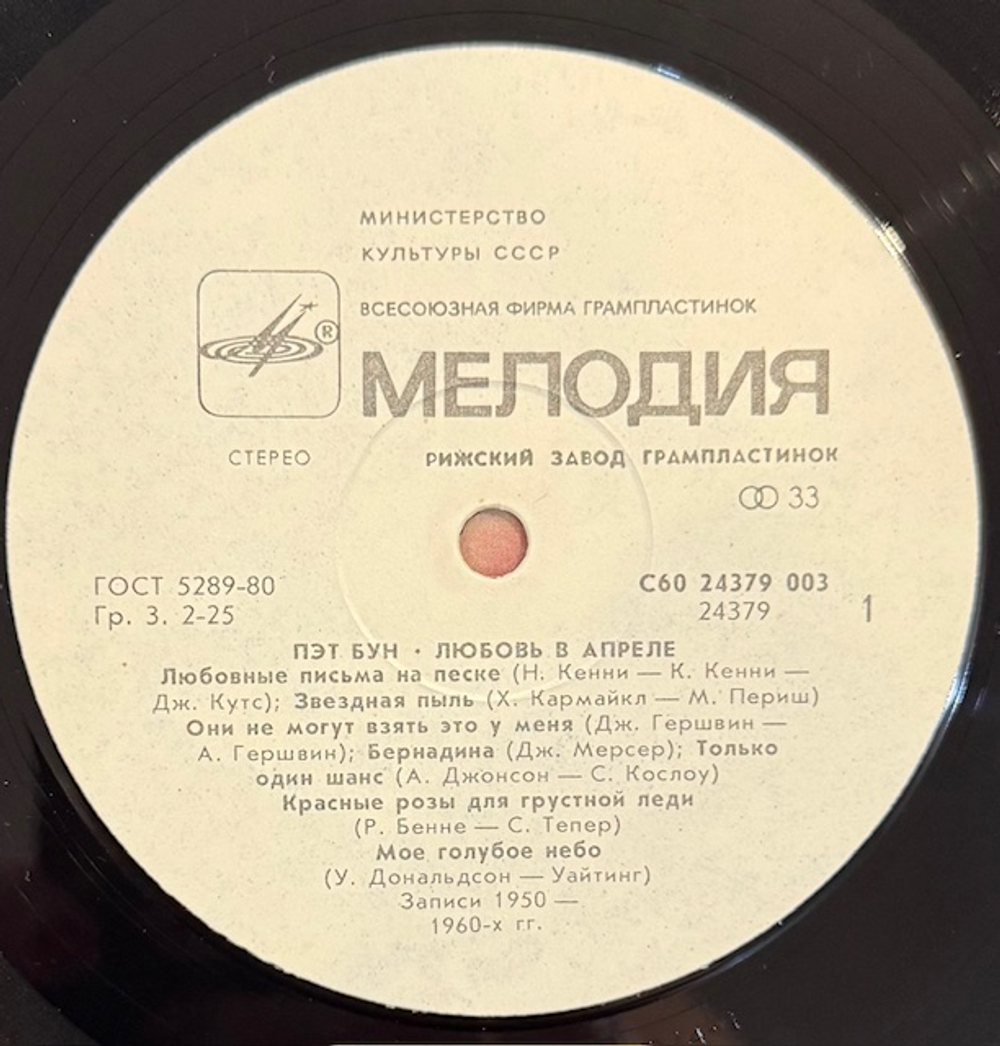 МИНИСТЕРСТВО
КУЛЬТУРЫ СССР
ВСЕСОЮЗНАЯ ФИРМА ГРАМПЛАСТИНОК
®
МЕЛОДИЯ
СТЕРЕО
РИЖСКИЙ ЗАВОД ГРАМПЛАСТИНОК
33
ГОСТ 5289-80
Гр. 3. 2-25
С60 24379 003
24379
1
ПЭТ БУН · ЛЮБОВЬ В АПРЕЛЕ
Любовные письма на песке (Н. Кенни — К. Кенни —
Дж. Кутс); Звездная пыль (Х. Кармайкл — М. Периш)
Они не могут взять это у меня (Дж. Гершвин —
А. Гершвин); Бернадина (Дж. Мерсер); Только
один шанс (А. Джонсон — С. Кослоу)
Красные розы для грустной леди
(Р. Бенне — С. Тепер)
Мое голубое небо
(У. Дональдсон — Уайтинг)
Записи 1950 —
1960-х гг.